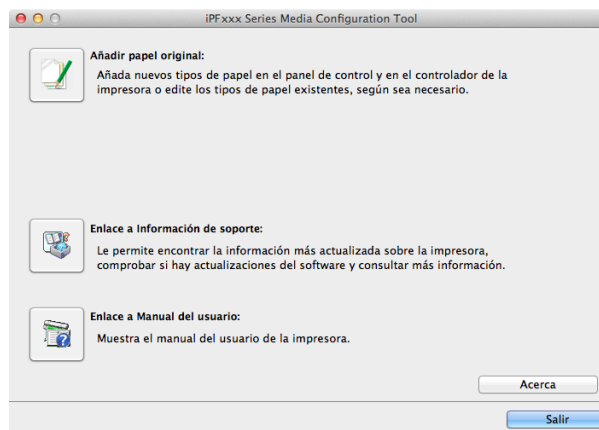 iPFxxx Series Media Configuration Tool
Añadir papel original:
Añada nuevos tipos de papel en el panel de control y en el controlador de la
impresora o edite los tipos de papel existentes, según sea necesario.
Enlace a Información de soporte:
Le permite encontrar la información más actualizada sobre la impresora,
comprobar si hay actualizaciones del software y consultar más información.
Enlace a Manual del usuario:
Muestra el manual del usuario de la impresora.
Acerca
Salir